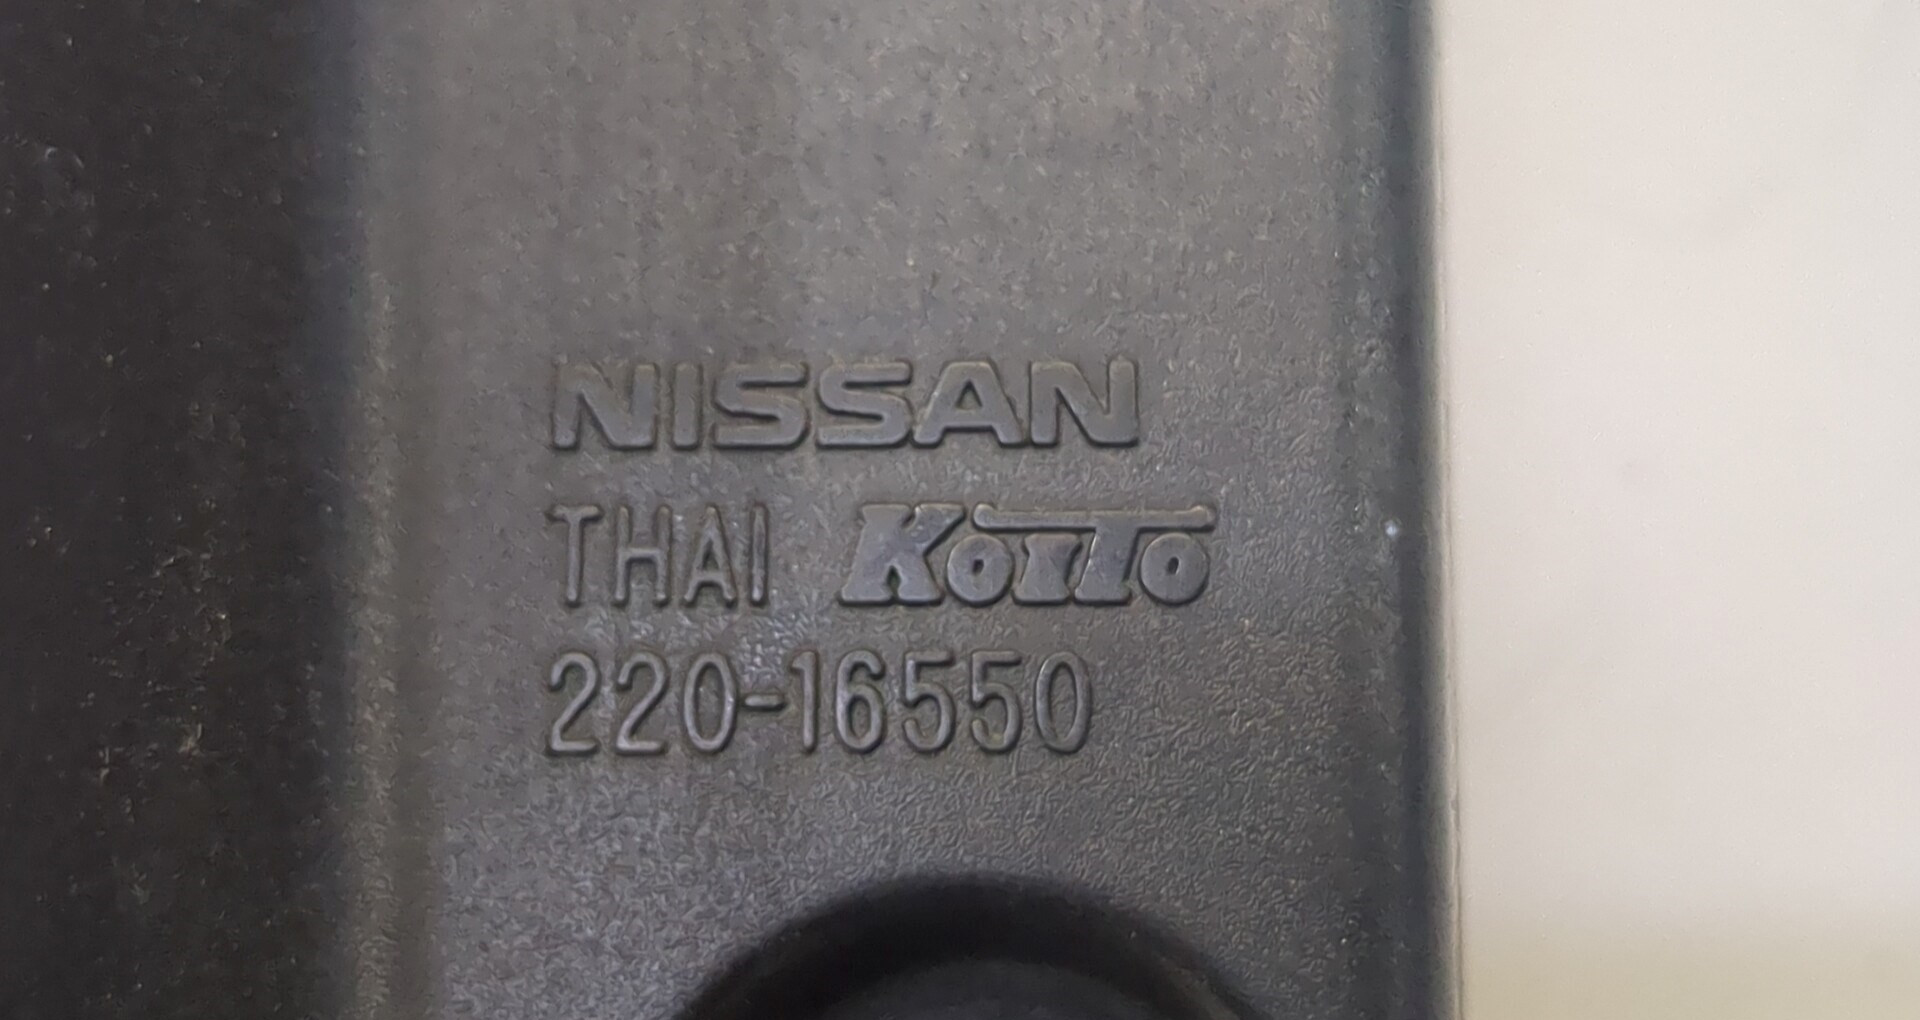 NISSAN
THAI KOITO
220-16550